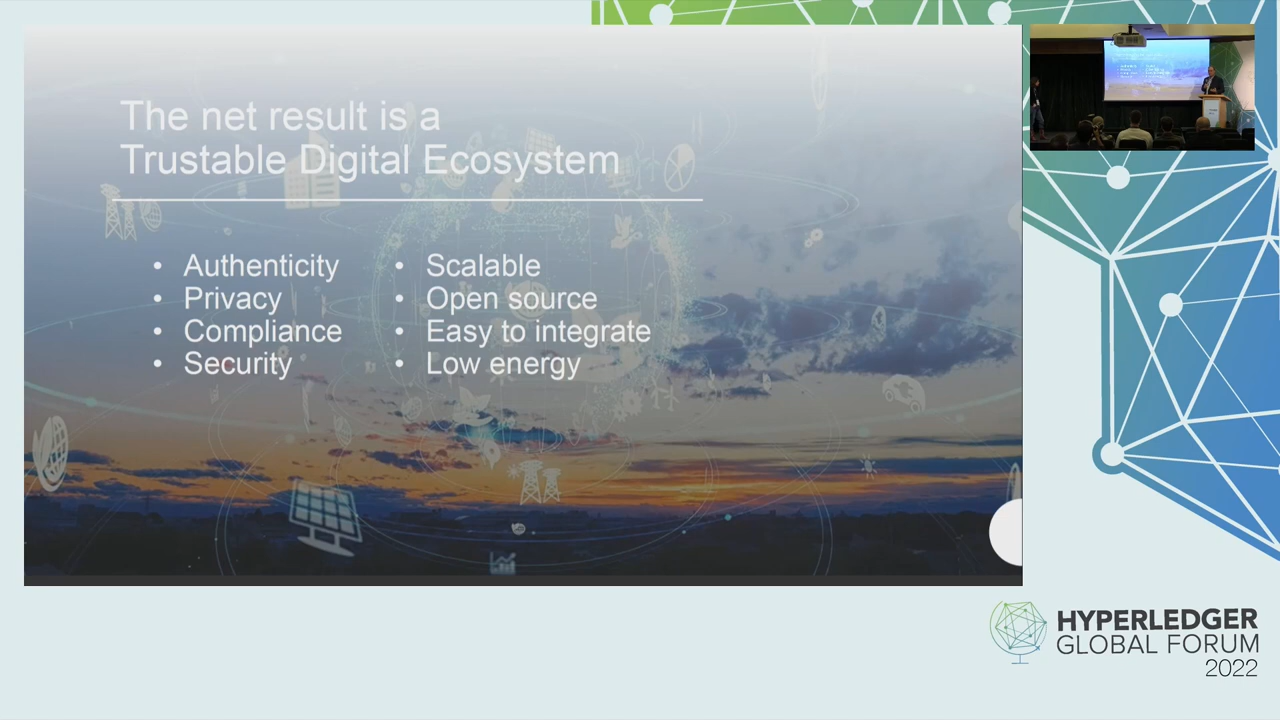 The net result is a
Trustable Digital Ecosystem
• Authenticity
• Privacy
• Compliance
• Security
• Scalable
• Open source
• Easy to integrate
• Low energy
HYPERLEDGER
GLOBAL FORUM
2022